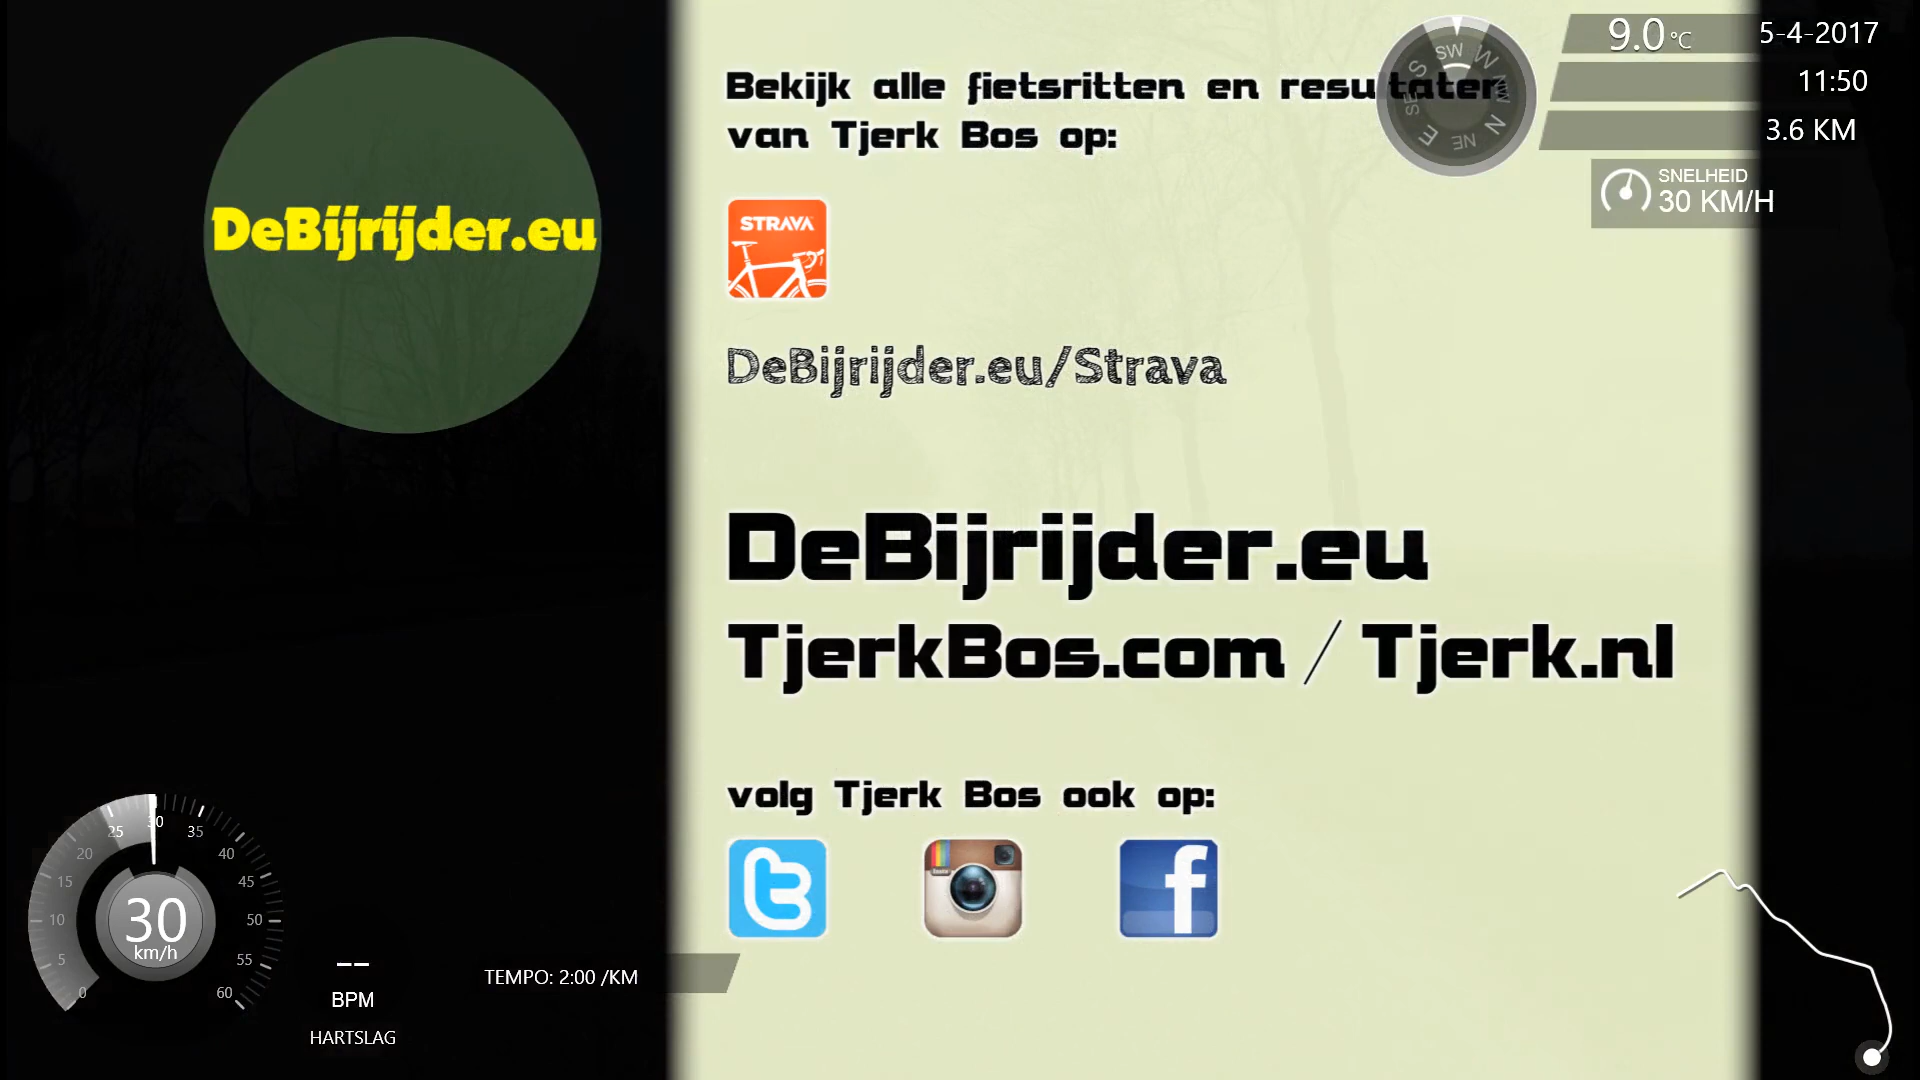 DeBijrijder.eu
Bekijk alle fietsritten en resultaten
van Tjerk Bos op:
STRAVA
DeBijrijder.eu/Strava
DeBijrijder.eu
TjerkBos.com / Tjerk.nl
volg Tjerk Bos ook op:
S SW W NW N NE E SE
9.0 °C
5-4-2017
11:50
3.6 KM
SNELHEID
30 KM/H
0 5 10 15 20 25 30 35 40 45 50 55 60
30
km/h
--
BPM
HARTSLAG
TEMPO: 2:00 /KM